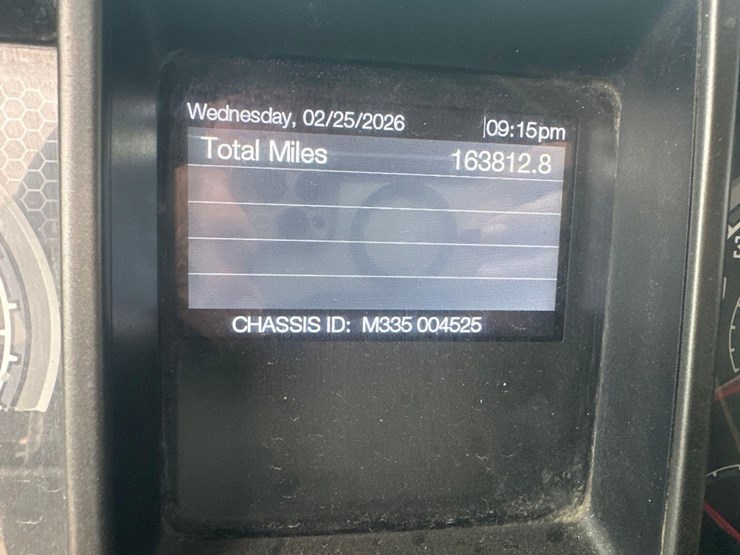 Wednesday, 02/25/2026 09:15pm
Total Miles 163812.8
CHASSIS ID: M335 004525